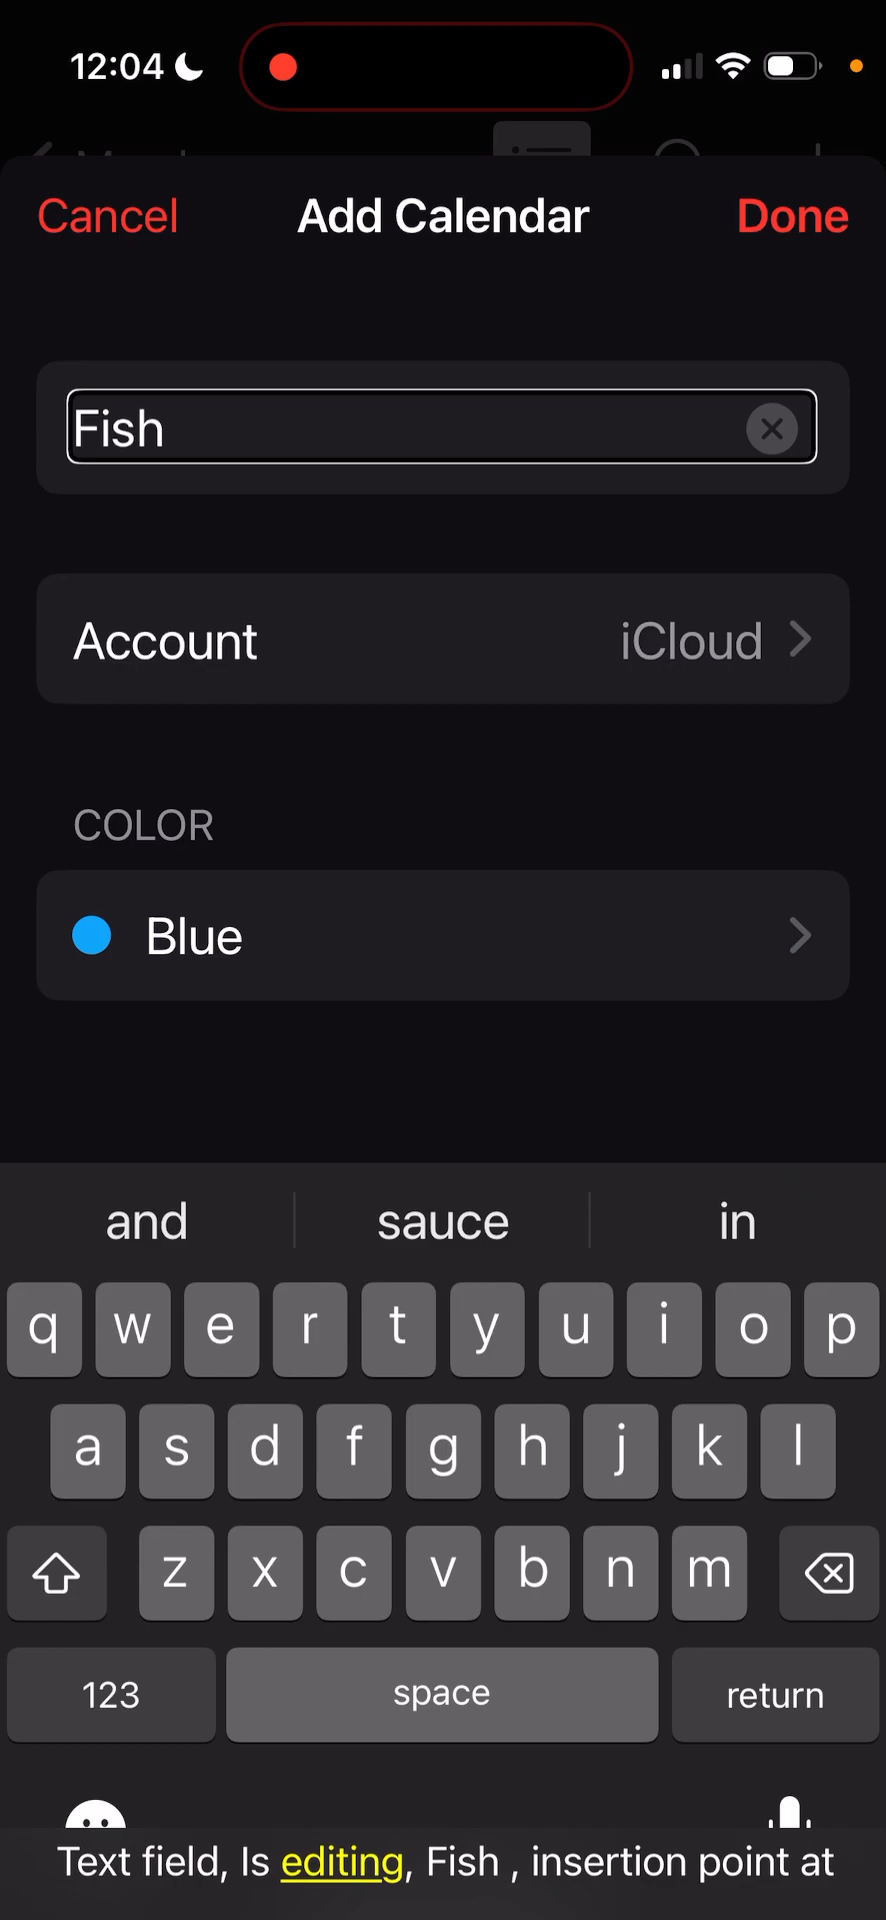 12:04
Cancel
Add Calendar
Done
Fish
Account
iCloud
COLOR
Blue
and
sauce
in
q w e r t y u i o p
a s d f g h j k l
z x c v b n m
123
space
return
Text field, Is editing, Fish , insertion point at